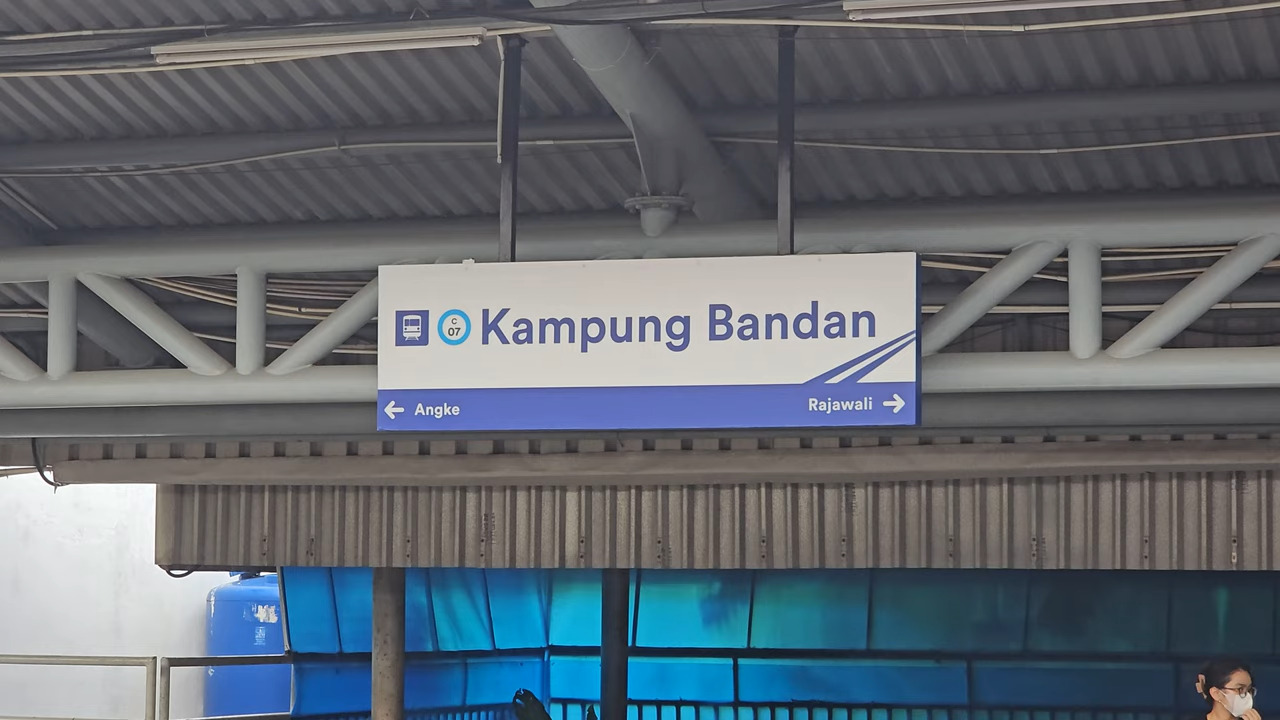 C
07
Kampung Bandan
← Angke
Rajawali →